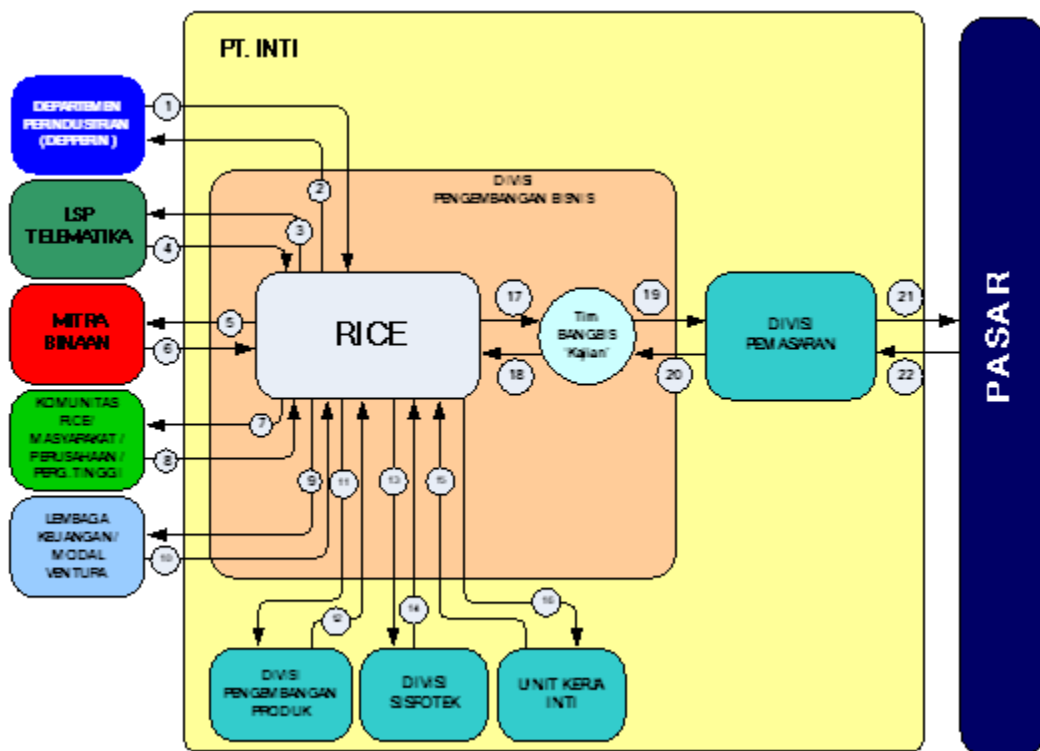 PT. INTI
DEPARTEMEN
PERINDUSTRIAN
(DEPPERIN)
1
2
DIVISI
PENGEMBANGAN BISNIS
LSP
TELEMATIKA
3
4
MITRA
BINAAN
5
6
RICE
17
18
Tim
BANGBIS
'Kajian'
19
20
DIVISI
PEMASARAN
21
22
PASAR
KOMUNITAS
RICE/
MASYARAKAT /
PERUSAHAAN /
PERG. TINGGI
7
8
LEMBAGA
KEUANGAN/
MODAL
VENTURA
9
10
11
12
13
14
15
16
DIVISI
PENGEMBANGAN
PRODUK
DIVISI
SISFOTEK
UNIT KERJA
INTI